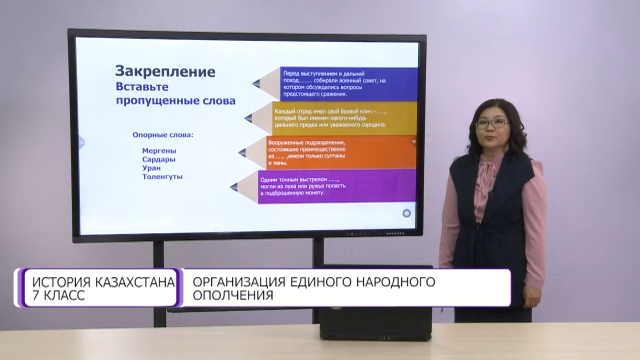 Закрепление
Вставьте
пропущенные слова
Опорные слова:
Мергены
Сардары
Уран
Толенгуты
Перед выступлением в дальний
поход,...... собирали военный совет, на
котором обсуждались вопросы
предстоящего сражения.
Каждый отряд имел свой боевой клич –.....,
который был именем какого-нибудь
дальнего предка или уважаемого сородича.
Вооруженные подразделения,
состоявшие преимущественно
из ..... ,имели только султаны
и ханы.
Одним точным выстрелом .....,
могли из лука или ружья попасть
в подброшенную монету.
ИСТОРИЯ КАЗАХСТАНА
7 КЛАСС
ОРГАНИЗАЦИЯ ЕДИНОГО НАРОДНОГО
ОПОЛЧЕНИЯ